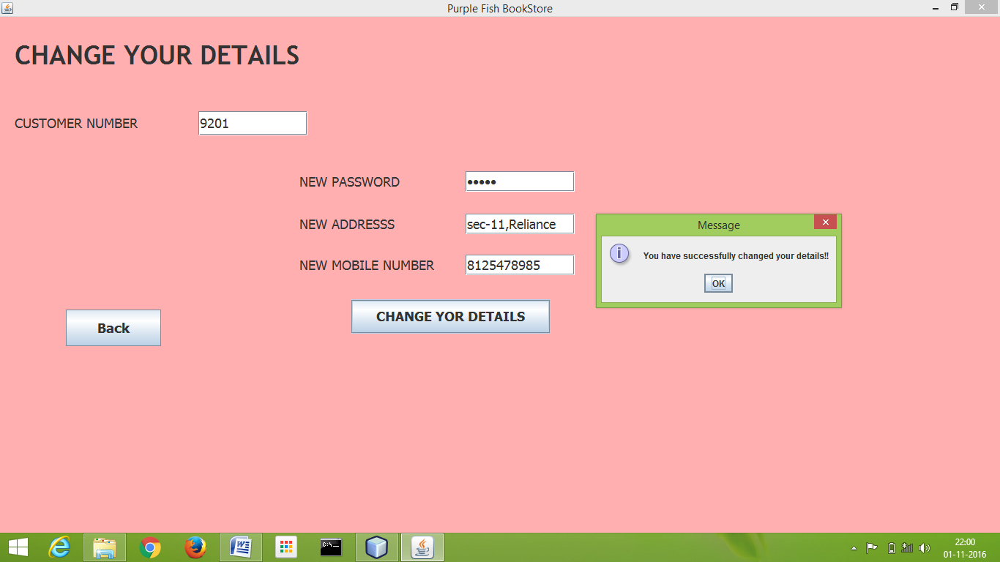 Purple Fish BookStore
CHANGE YOUR DETAILS
CUSTOMER NUMBER 9201
NEW PASSWORD •••••
NEW ADDRESSS sec-11,Reliance
NEW MOBILE NUMBER 8125478985
Message
You have successfully changed your details!!
OK
CHANGE YOR DETAILS
Back
C:\
22:00
01-11-2016